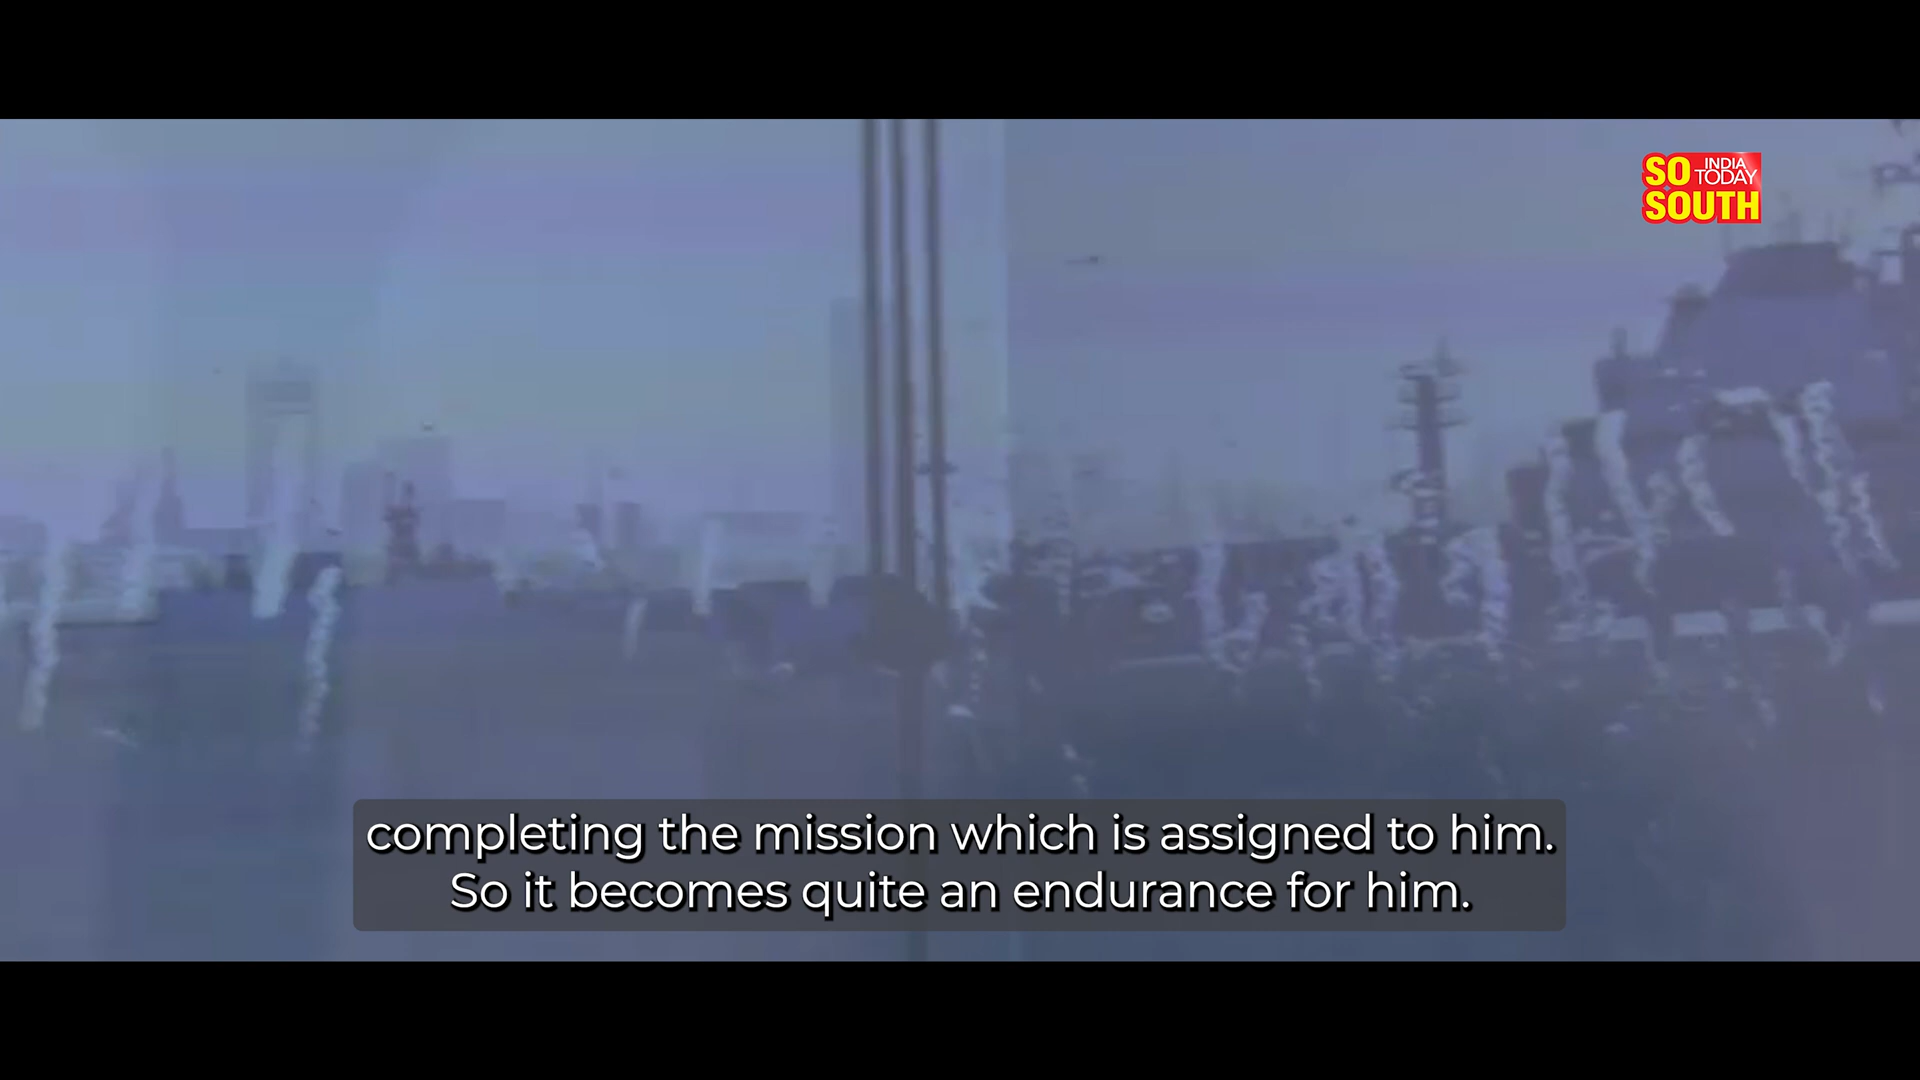 SO INDIA TODAY
SOUTH
completing the mission which is assigned to him.
So it becomes quite an endurance for him.